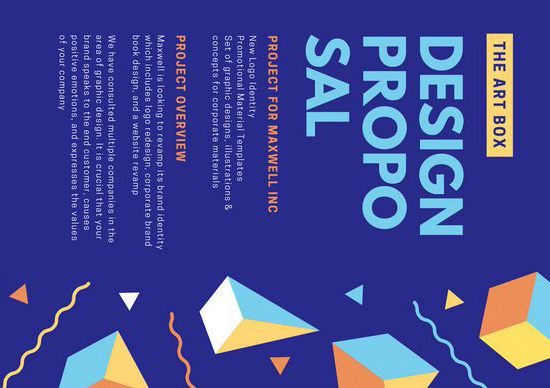 THE ART BOX
DESIGN
PROPO
SAL
PROJECT FOR MAXWELL INC
New Logo Identity
Promotional Material Templates
Set of graphic designs, illustrations &
concepts for corporate materials
PROJECT OVERVIEW
Maxwell is looking to revamp its brand identity
which includes logo redesign, corporate brand
book design, and a website revamp
We have consulted multiple companies in the
area of graphic design. It is crucial that your
brand speaks to the end customer, causes
positive emotions, and expresses the values
of your company